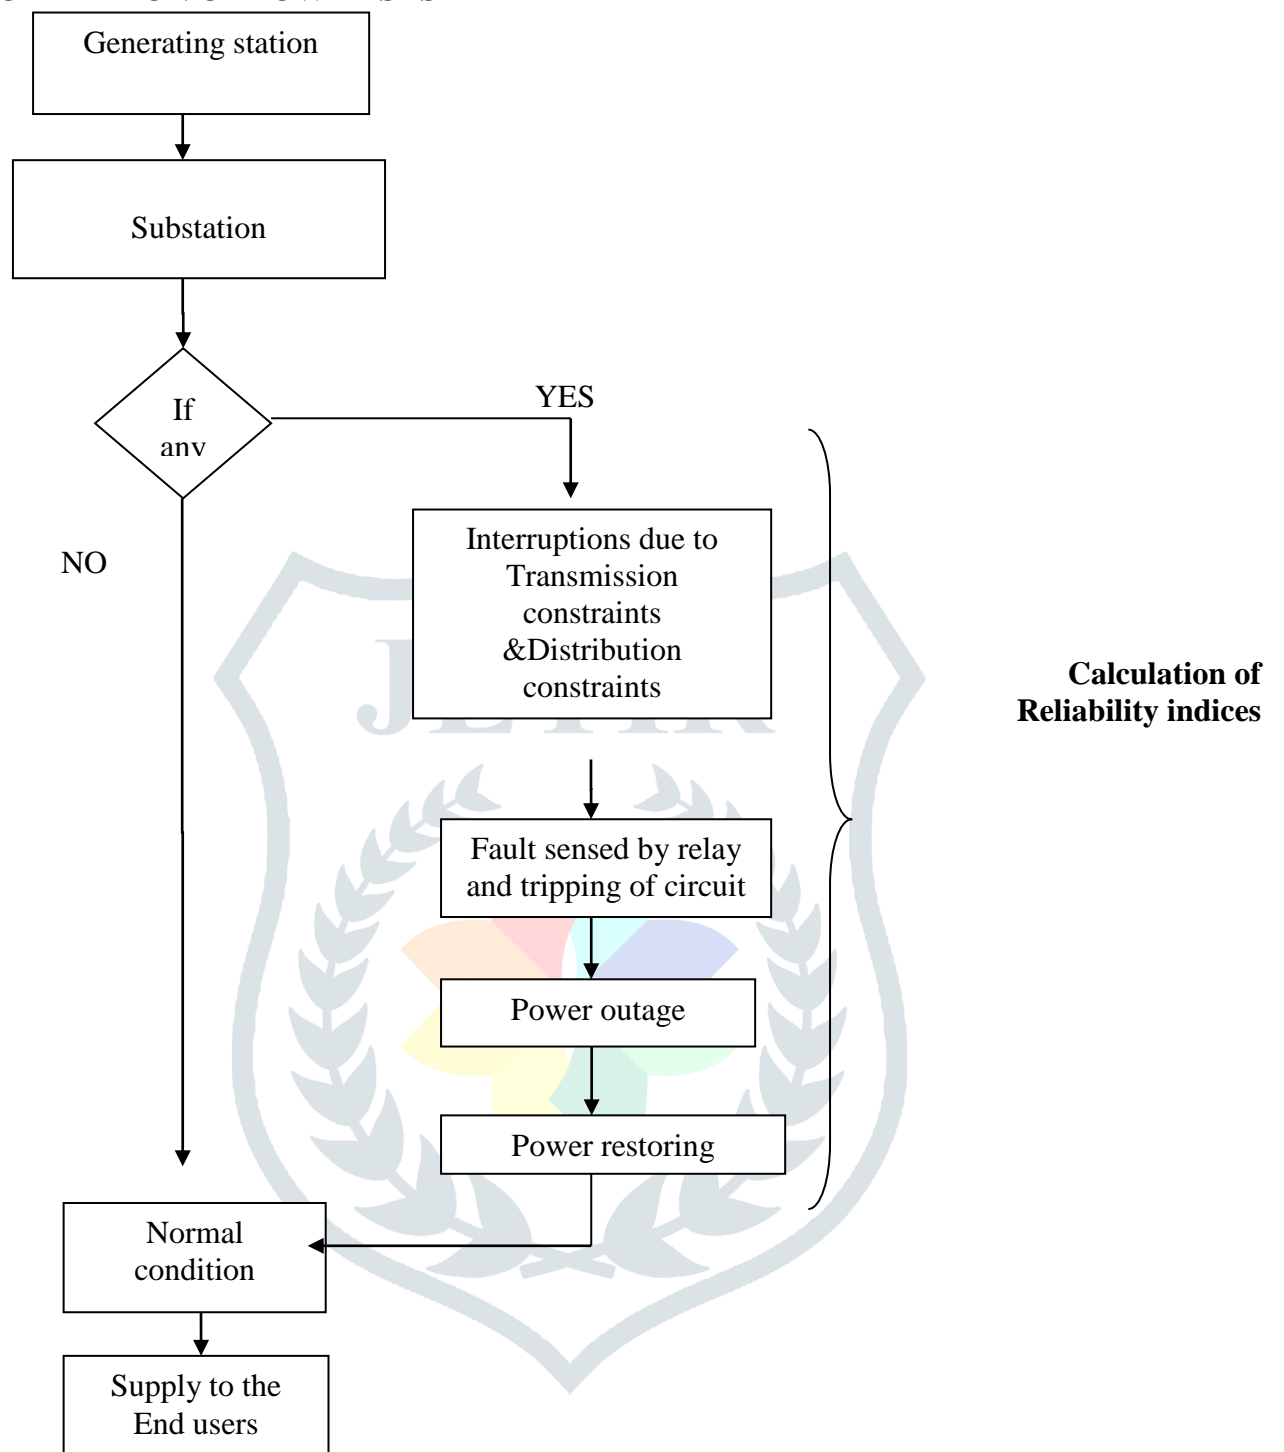 Generating station
Substation
If
any
YES
NO
Interruptions due to
Transmission
constraints
&Distribution
constraints
Calculation of
Reliability indices
Fault sensed by relay
and tripping of circuit
Power outage
Power restoring
Normal
condition
Supply to the
End users